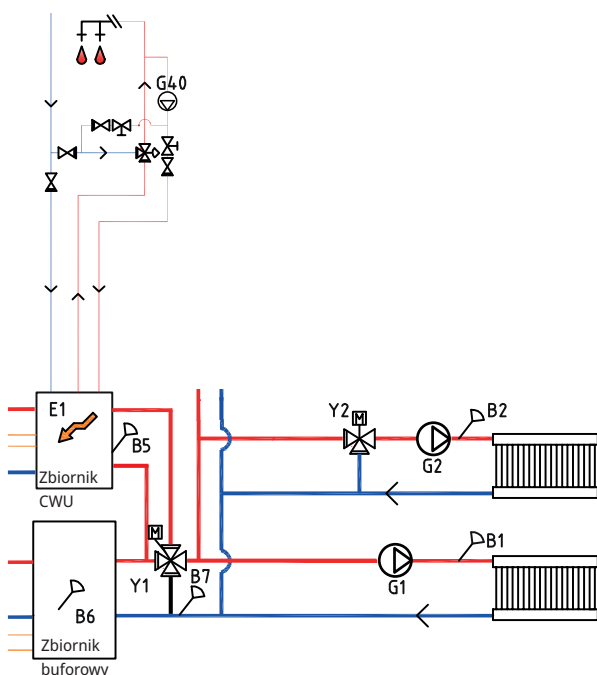 G40
E1
B5
Zbiornik
CWU
Y2
M
B2
G2
M
Y1
B7
B1
G1
B6
Zbiornik
buforowy